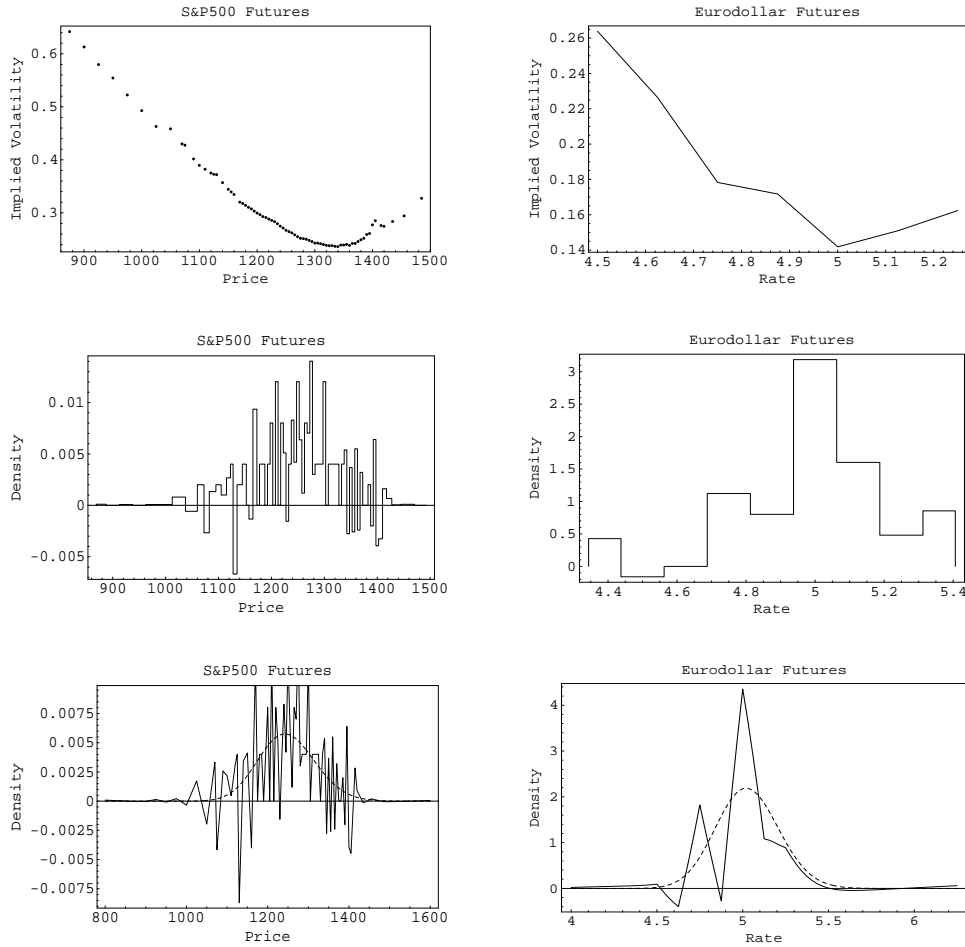 S&P500 Futures
Implied Volatility
0.6
0.5
0.4
0.3
900 1000 1100 1200 1300 1400 1500
Price
Eurodollar Futures
Implied Volatility
0.26
0.24
0.22
0.2
0.18
0.16
0.14
4.5 4.6 4.7 4.8 4.9 5 5.1 5.2
Rate
S&P500 Futures
Density
0.01
0.005
0
-0.005
900 1000 1100 1200 1300 1400 1500
Price
Eurodollar Futures
Density
3
2.5
2
1.5
1
0.5
0
4.4 4.6 4.8 5 5.2 5.4
Rate
S&P500 Futures
Density
0.0075
0.005
0.0025
0
-0.0025
-0.005
-0.0075
800 1000 1200 1400 1600
Price
Eurodollar Futures
Density
4
3
2
1
0
4 4.5 5 5.5 6
Rate